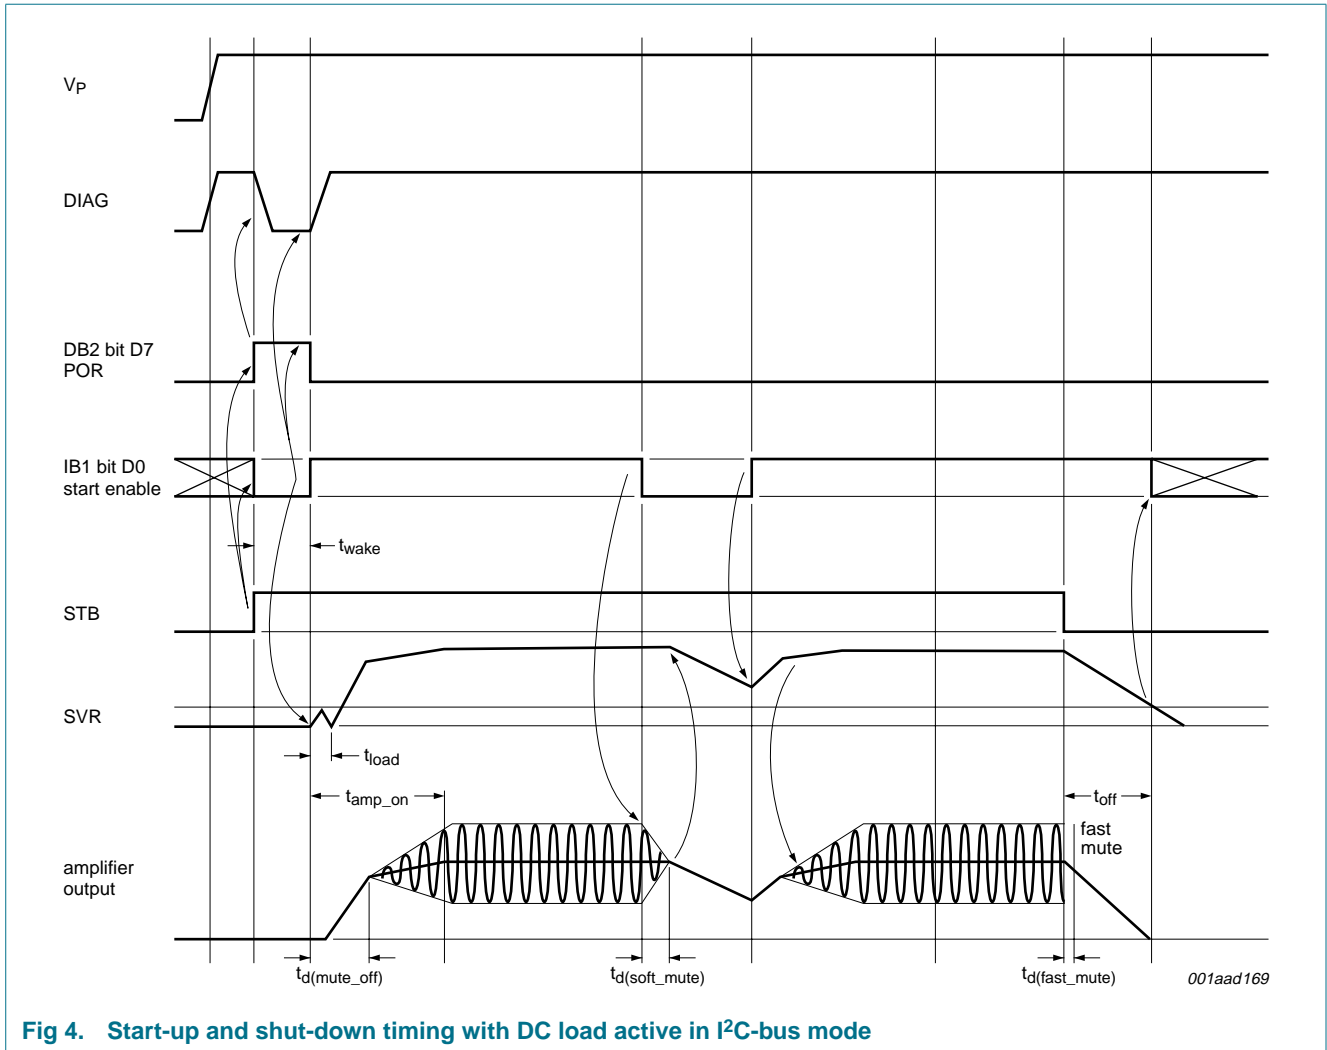 VP
DIAG
DB2 bit D7
POR
IB1 bit D0
start enable
twake
STB
SVR
tload
tamp_on
toff
fast
mute
amplifier
output
td(mute_off)
td(soft_mute)
td(fast_mute)
001aad169
Fig 4. Start-up and shut-down timing with DC load active in I²C-bus mode